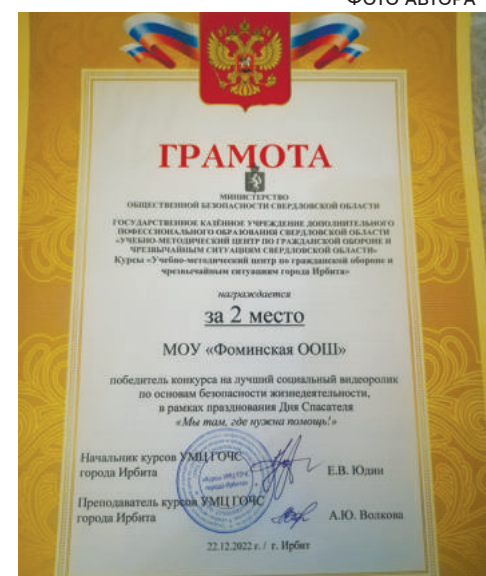 ФОТО АВТОРА
ГРАМОТА
МИНИСТЕРСТВО
ОБЩЕСТВЕННОЙ БЕЗОПАСНОСТИ СВЕРДЛОВСКОЙ ОБЛАСТИ
ГОСУДАРСТВЕННОЕ КАЗЁННОЕ УЧРЕЖДЕНИЕ ДОПОЛНИТЕЛЬНОГО
ПОФЕССИОНАЛЬНОГО ОБРАЗОВАНИЯ СВЕРДЛОВСКОЙ ОБЛАСТИ
«УЧЕБНО-МЕТОДИЧЕСКИЙ ЦЕНТР ПО ГРАЖДАНСКОЙ ОБОРОНЕ И
ЧРЕЗВЫЧАЙНЫМ СИТУАЦИЯМ СВЕРДЛОВСКОЙ ОБЛАСТИ»
Курсы «Учебно-методический центр по гражданской обороне и
чрезвычайным ситуациям города Ирбита»
награждается
за 2 место
МОУ «Фоминская ООШ»
победитель конкурса на лучший социальный видеоролик
по основам безопасности жизнедеятельности,
в рамках празднования Дня Спасателя
«Мы там, где нужна помощь!»
Начальник курсов УМЦ ГОЧС
города Ирбита Е.В. Юдин
Преподаватель курсов УМЦ ГОЧС
города Ирбита А.Ю. Волкова
22.12.2022 г. / г. Ирбит